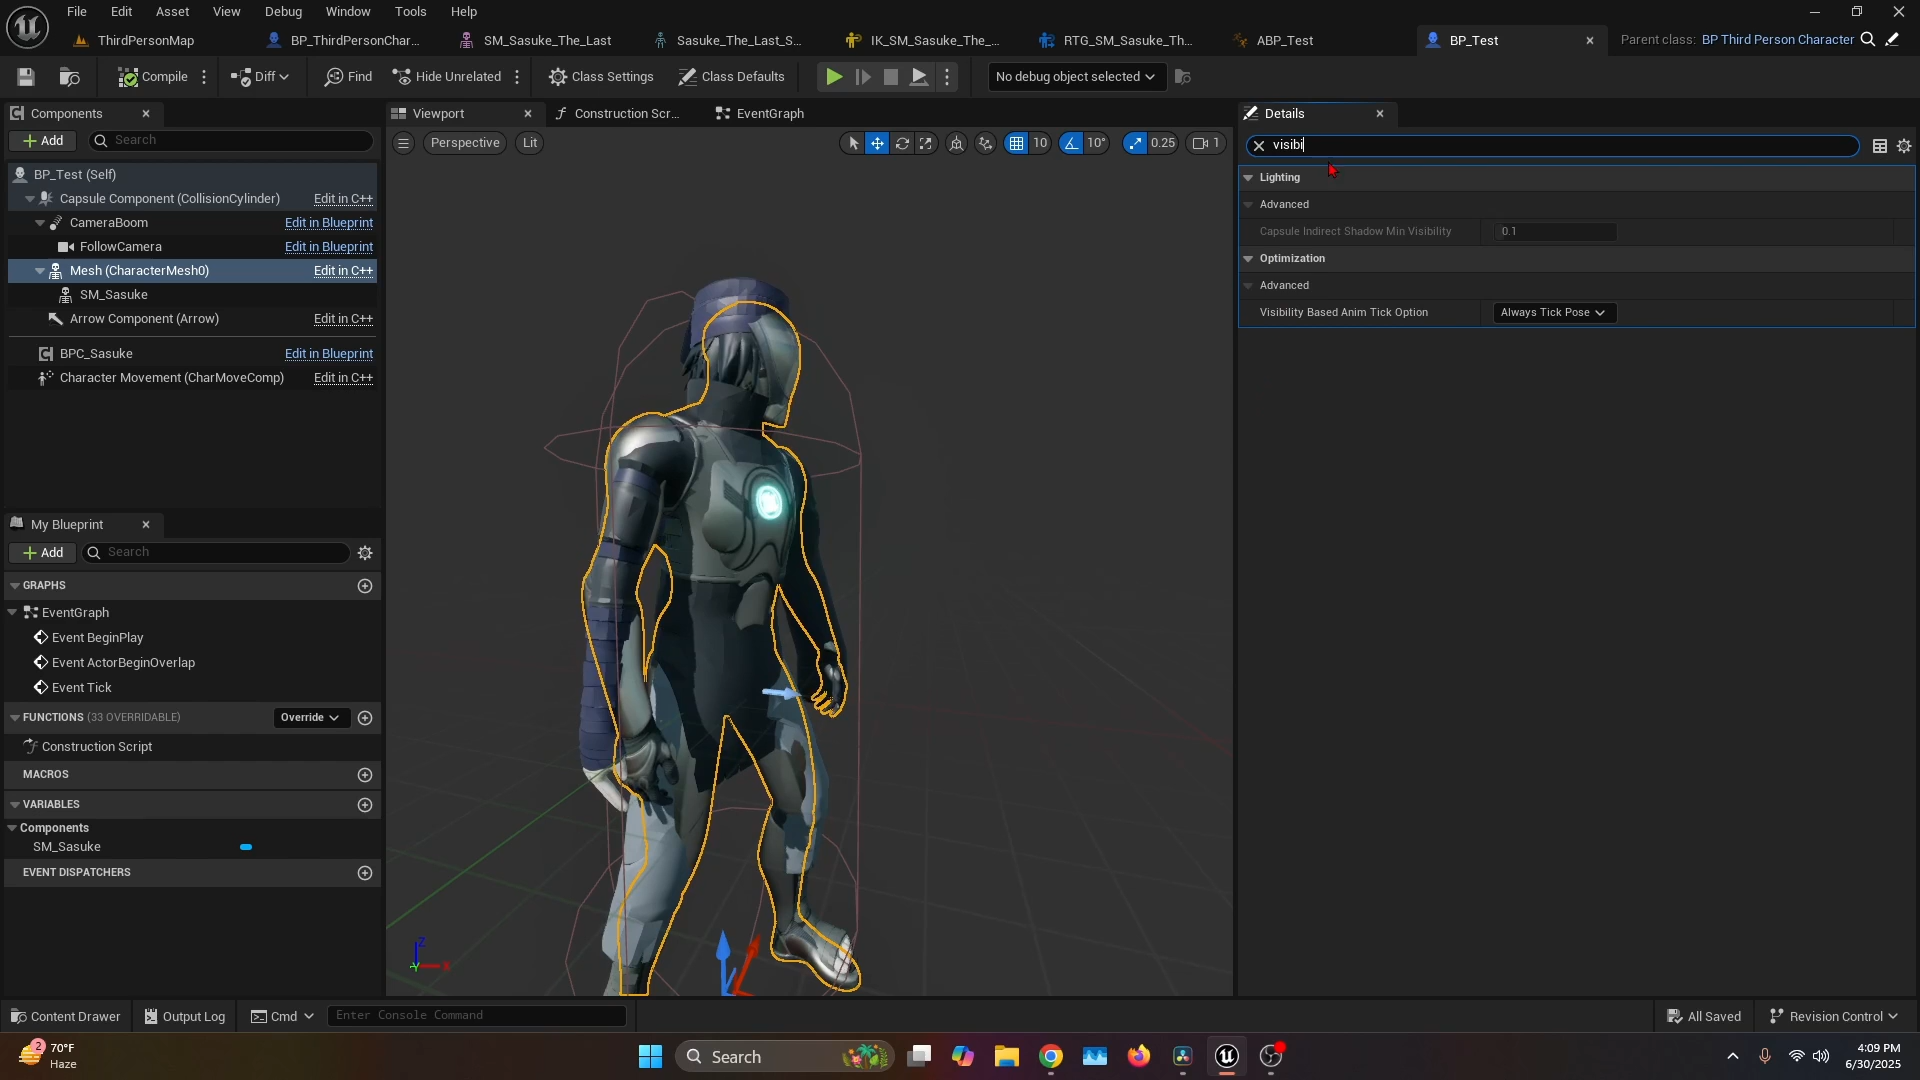 File Edit Asset View Debug Window Tools Help
ThirdPersonMap
BP_ThirdPersonChar...
SM_Sasuke_The_Last
Sasuke_The_Last_S...
IK_SM_Sasuke_The_...
RTG_SM_Sasuke_Th...
ABP_Test
BP_Test
Parent class: BP Third Person Character
Compile
Diff
Find
Hide Unrelated
Class Settings
Class Defaults
No debug object selected
Components
Add
Search
BP_Test (Self)
Capsule Component (CollisionCylinder) Edit in C++
CameraBoom Edit in Blueprint
FollowCamera Edit in Blueprint
Mesh (CharacterMesh0) Edit in C++
SM_Sasuke
Arrow Component (Arrow) Edit in C++
BPC_Sasuke Edit in Blueprint
Character Movement (CharMoveComp) Edit in C++
My Blueprint
Add
Search
GRAPHS
EventGraph
Event BeginPlay
Event ActorBeginOverlap
Event Tick
FUNCTIONS (33 OVERRIDABLE) Override
Construction Script
MACROS
VARIABLES
Components
SM_Sasuke
EVENT DISPATCHERS
Viewport
Construction Scr...
EventGraph
Perspective
Lit
10
10°
0.25
1
Z
X
Y
Details
visibi
Lighting
Advanced
Capsule Indirect Shadow Min Visibility 0.1
Optimization
Advanced
Visibility Based Anim Tick Option Always Tick Pose
Content Drawer
Output Log
Cmd
Enter Console Command
All Saved
Revision Control
2
70°F
Haze
Search
4:09 PM
6/30/2025